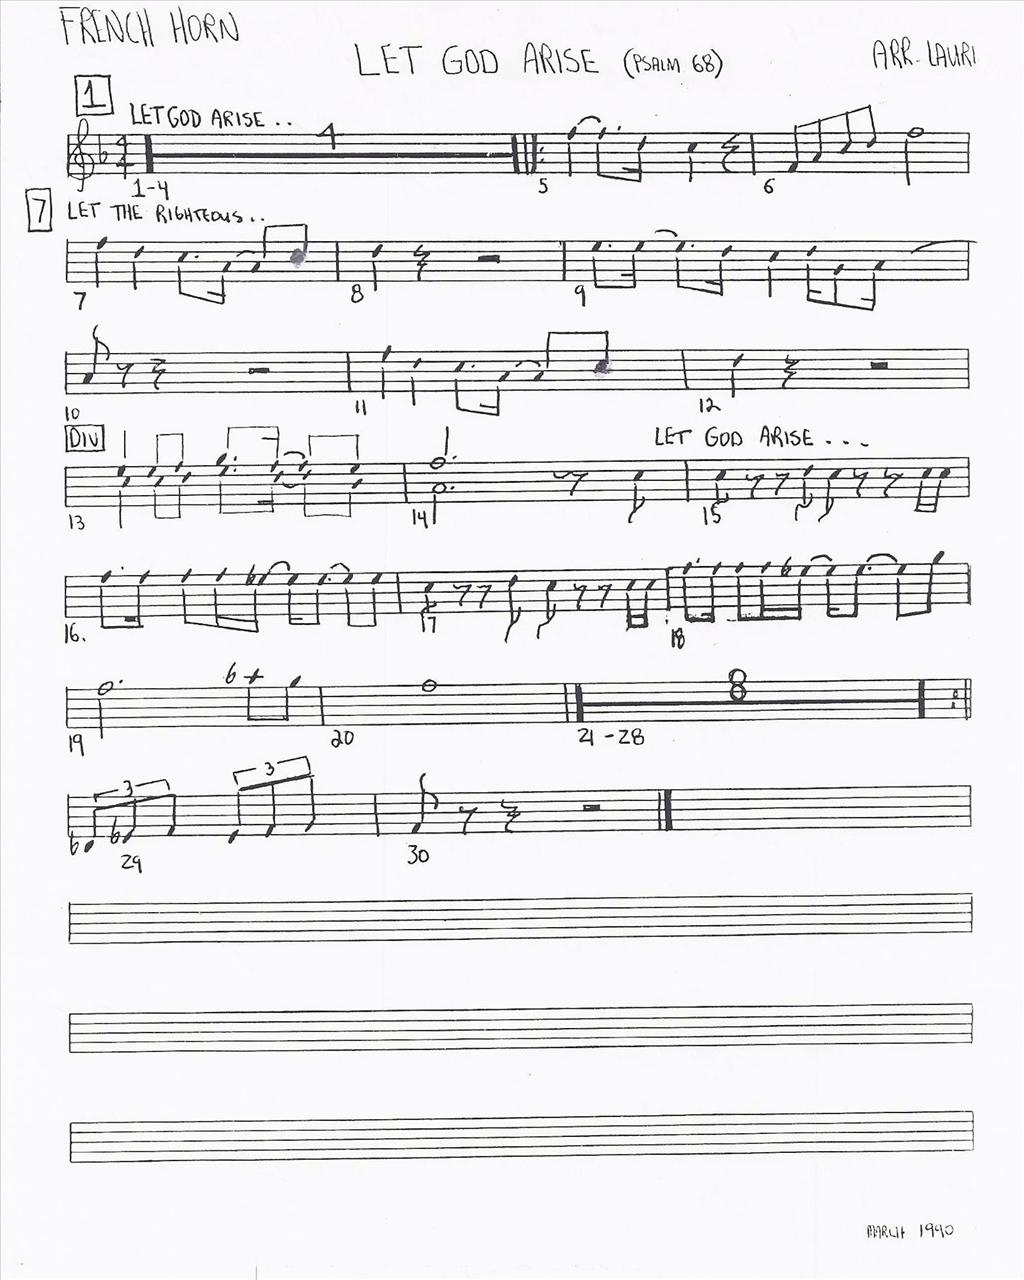 FRENCH HORN
LET GOD ARISE (PSALM 68)
ARR. LAURI
1 LET GOD ARISE . .
4
4
4
1-4 5 6
7 LET THE RIGHTEOUS . .
7 8 9
10 11 12
DIV LET GOD ARISE . . .
13 14 15
16. 17 18
19 20 21-28
8
3 3
29 30
MARCH 1990